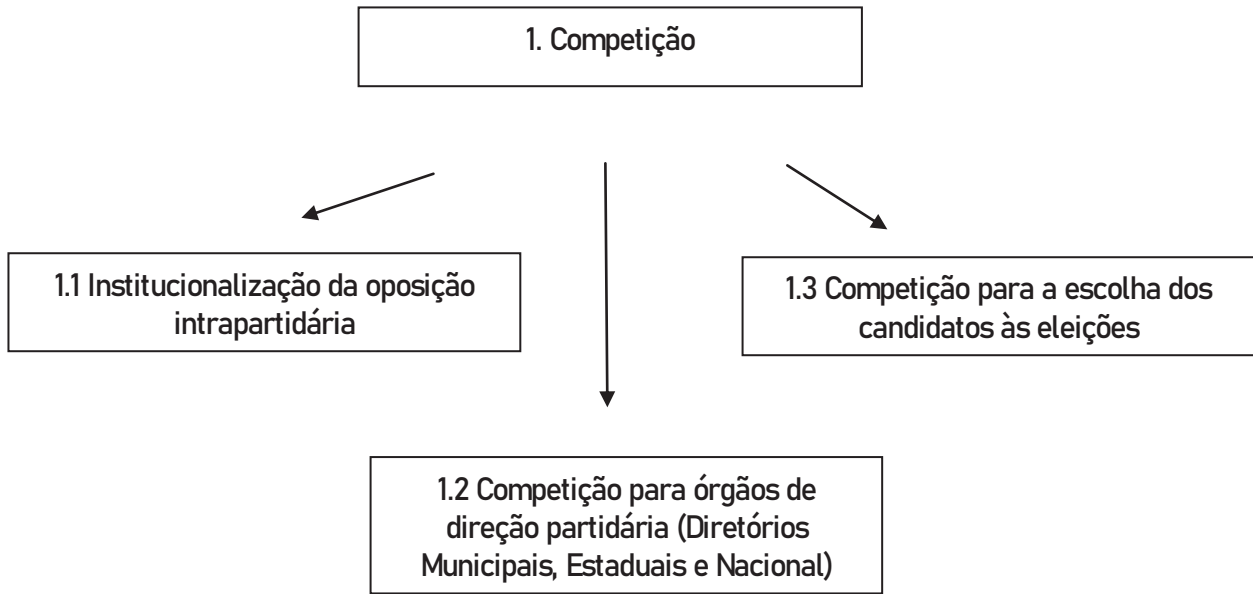 1. Competição
1.1 Institucionalização da oposição
intrapartidária
1.3 Competição para a escolha dos
candidatos às eleições
1.2 Competição para órgãos de
direção partidária (Diretórios
Municipais, Estaduais e Nacional)